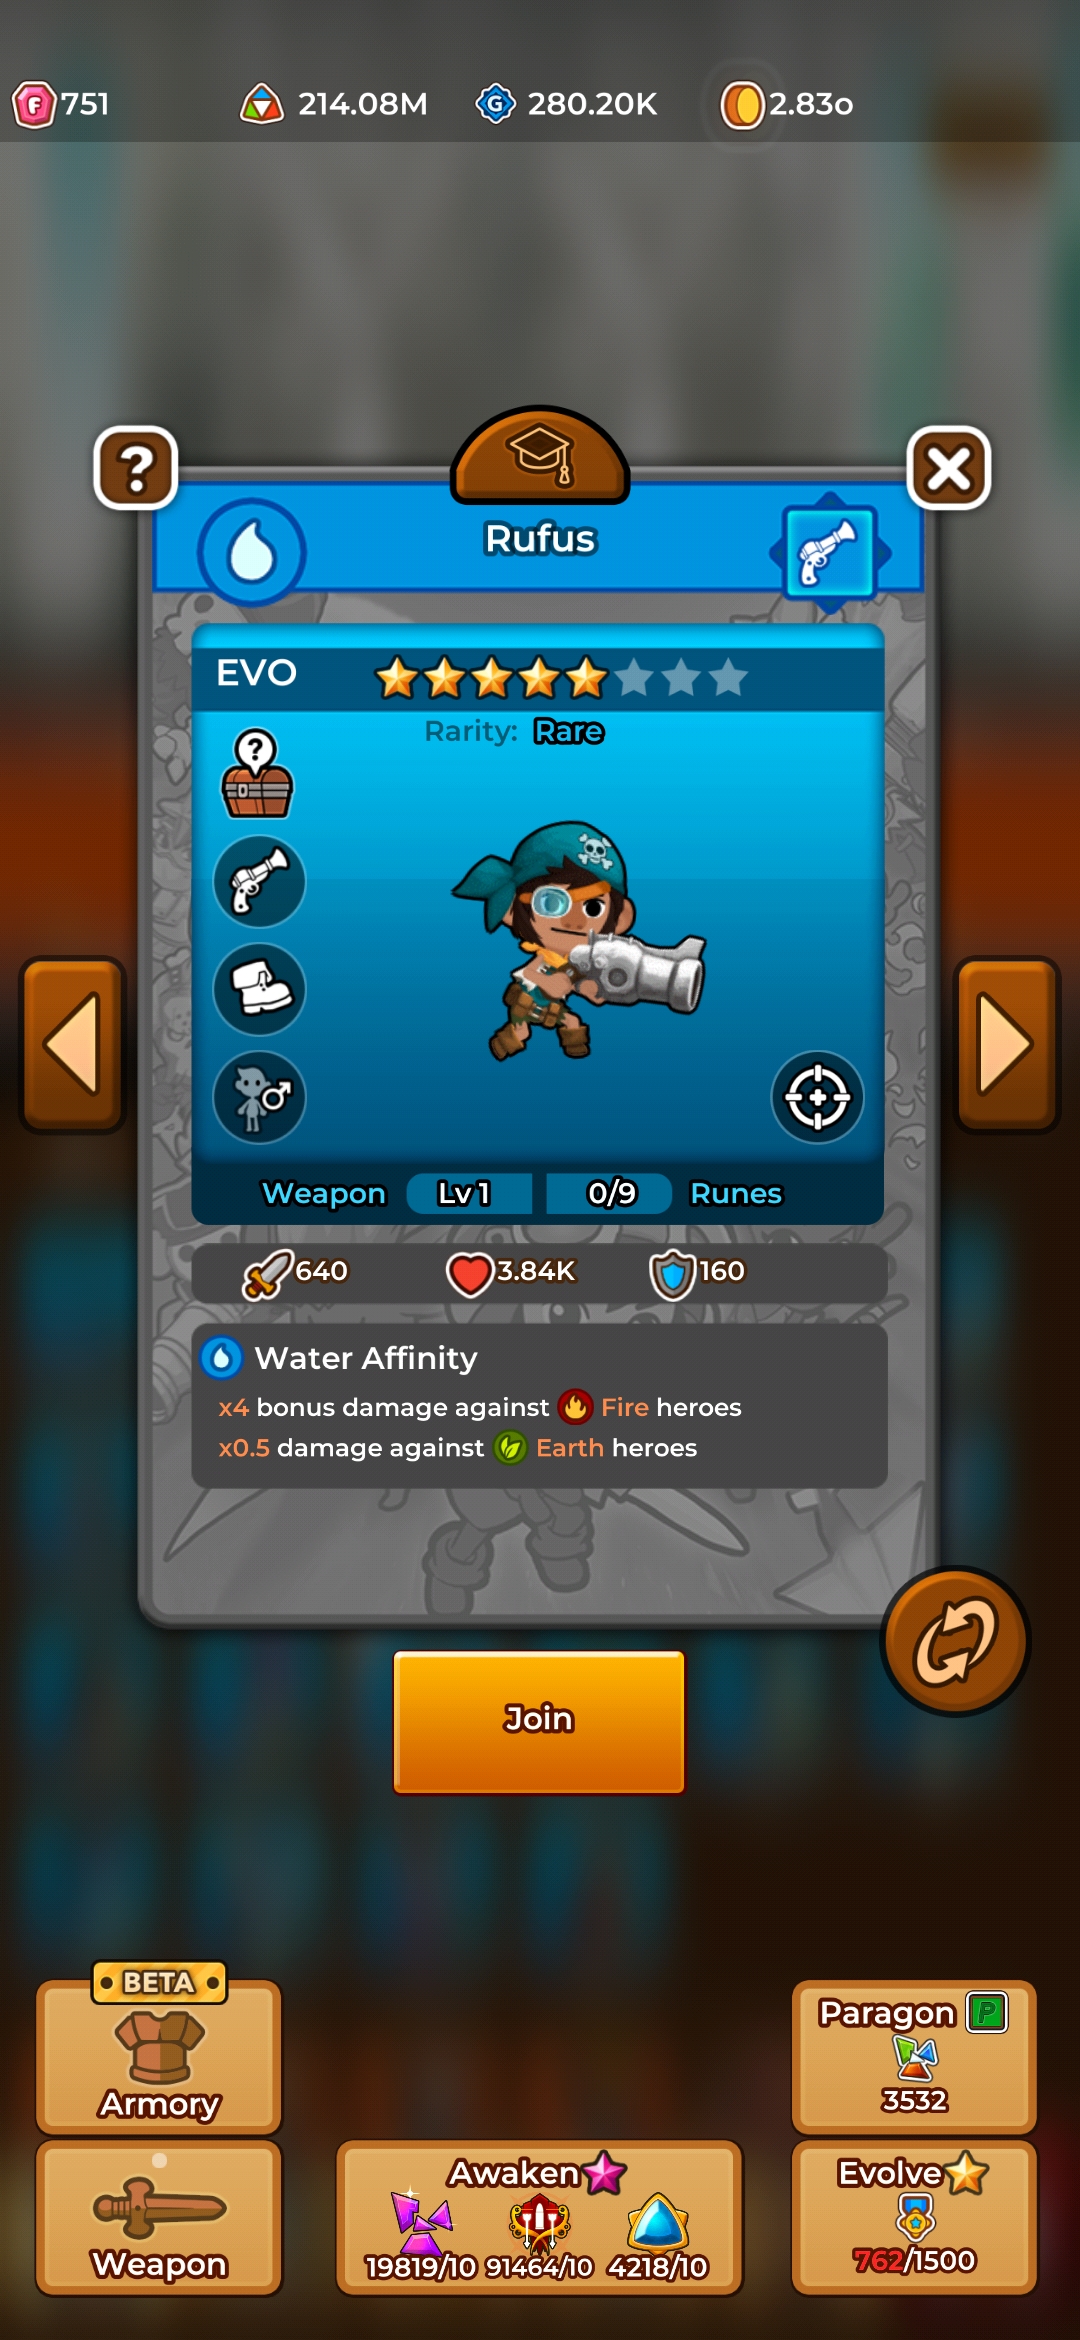 F 751 214.08M G 280.20K 2.83o
?
Rufus
EVO
Rarity: Rare
?
Weapon Lv 1 0/9 Runes
640 3.84K 160
Water Affinity
x4 bonus damage against Fire heroes
x0.5 damage against Earth heroes
Join
BETA
Armory
Paragon P
3532
Weapon
Awaken
19819/10 91464/10 4218/10
Evolve
762/1500